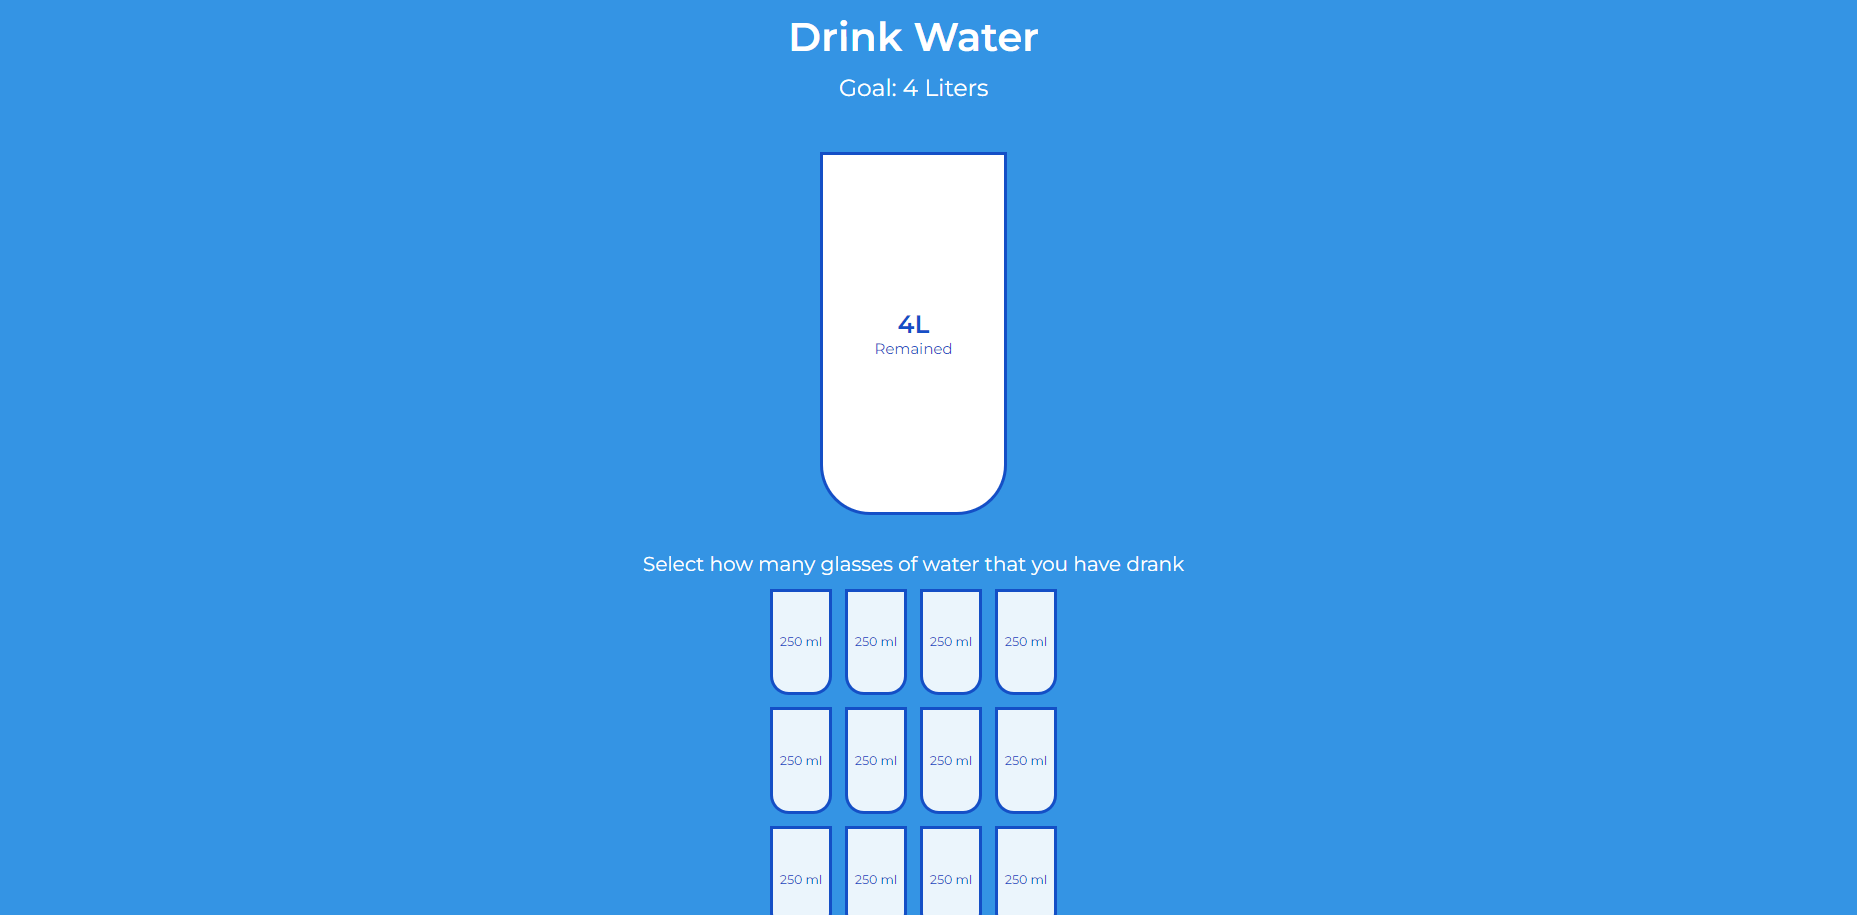 Drink Water
Goal: 4 Liters
4L
Remained
Select how many glasses of water that you have drank
250 ml 250 ml 250 ml 250 ml
250 ml 250 ml 250 ml 250 ml
250 ml 250 ml 250 ml 250 ml